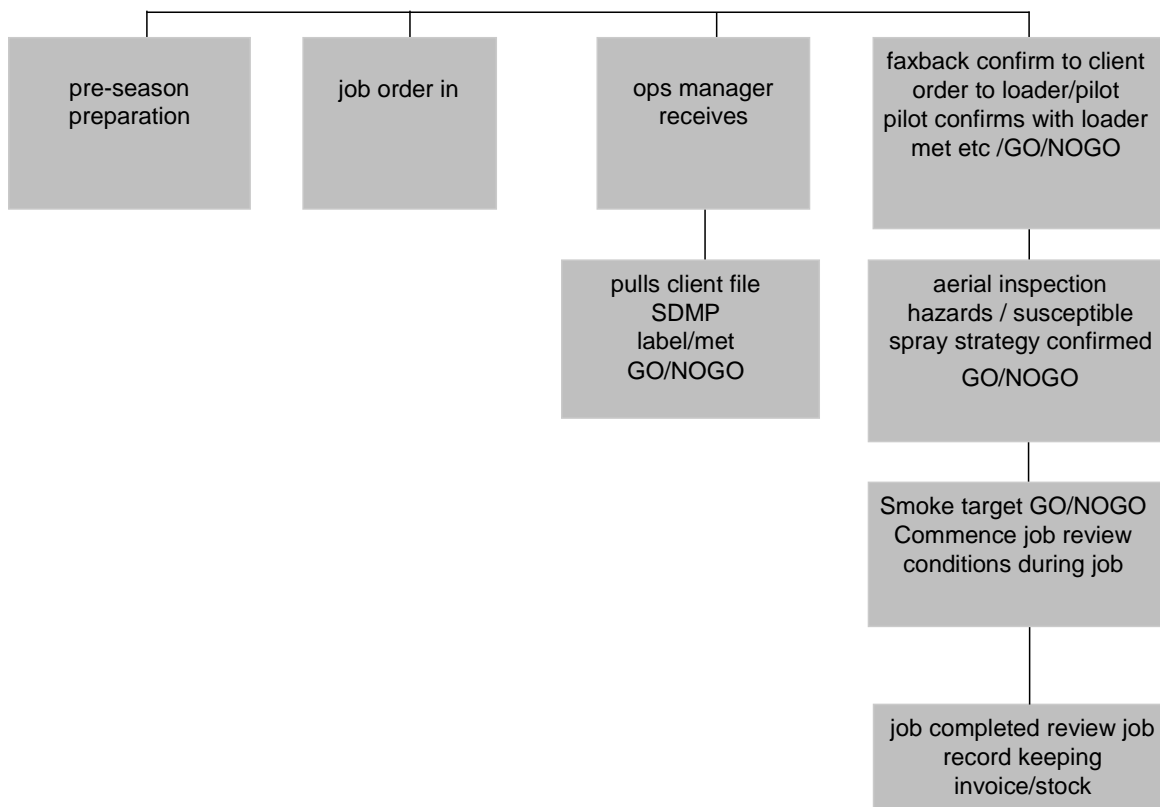 pre-season
preparation
job order in
ops manager
receives
faxback confirm to client
order to loader/pilot
pilot confirms with loader
met etc /GO/NOGO
pulls client file
SDMP
label/met
GO/NOGO
aerial inspection
hazards / susceptible
spray strategy confirmed
GO/NOGO
Smoke target GO/NOGO
Commence job review
conditions during job
job completed review job
record keeping
invoice/stock